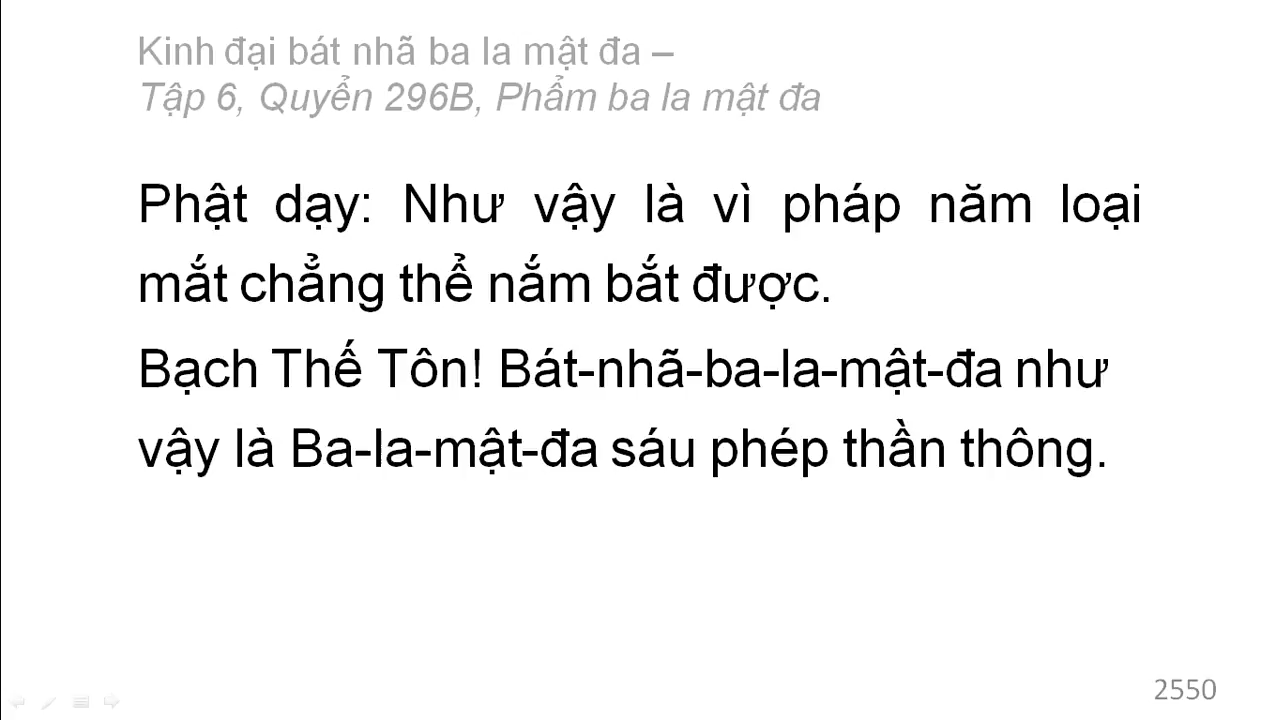 Kinh đại bát nhã ba la mật đa –
Tập 6, Quyển 296B, Phẩm ba la mật đa
Phật dạy: Như vậy là vì pháp năm loại
mắt chẳng thể nắm bắt được.
Bạch Thế Tôn! Bát-nhã-ba-la-mật-đa như
vậy là Ba-la-mật-đa sáu phép thần thông.
2550